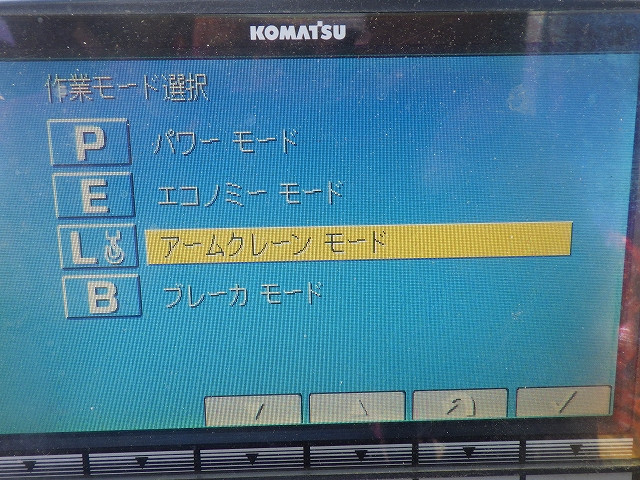 KOMATSU
作業モード選択
P パワー モード
E エコノミー モード
L アームクレーン モード
B ブレーカ モード